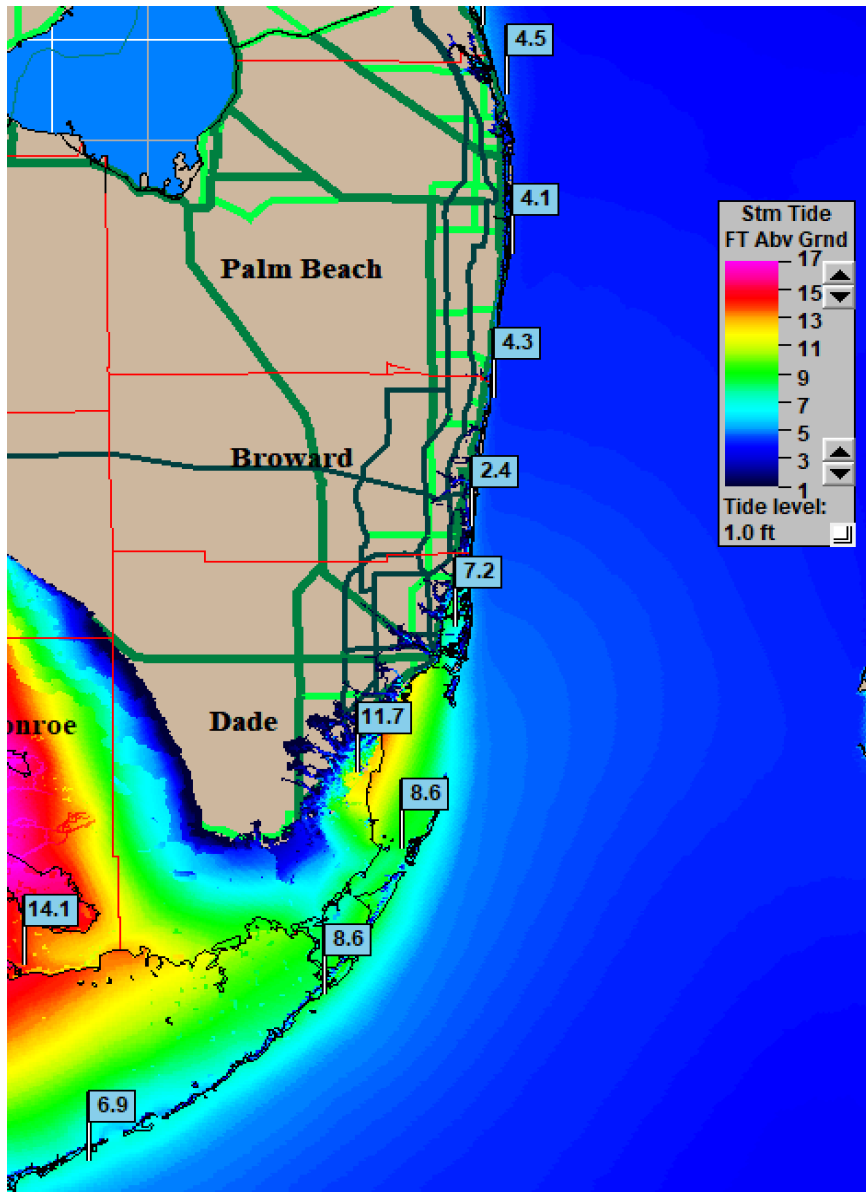 4.5
4.1
Stm Tide
FT Abv Grnd
17
15
13
11
9
7
5
3
1
Tide level:
1.0 ft
Palm Beach
4.3
Broward
2.4
7.2
onroe
Dade
11.7
8.6
14.1
8.6
6.9